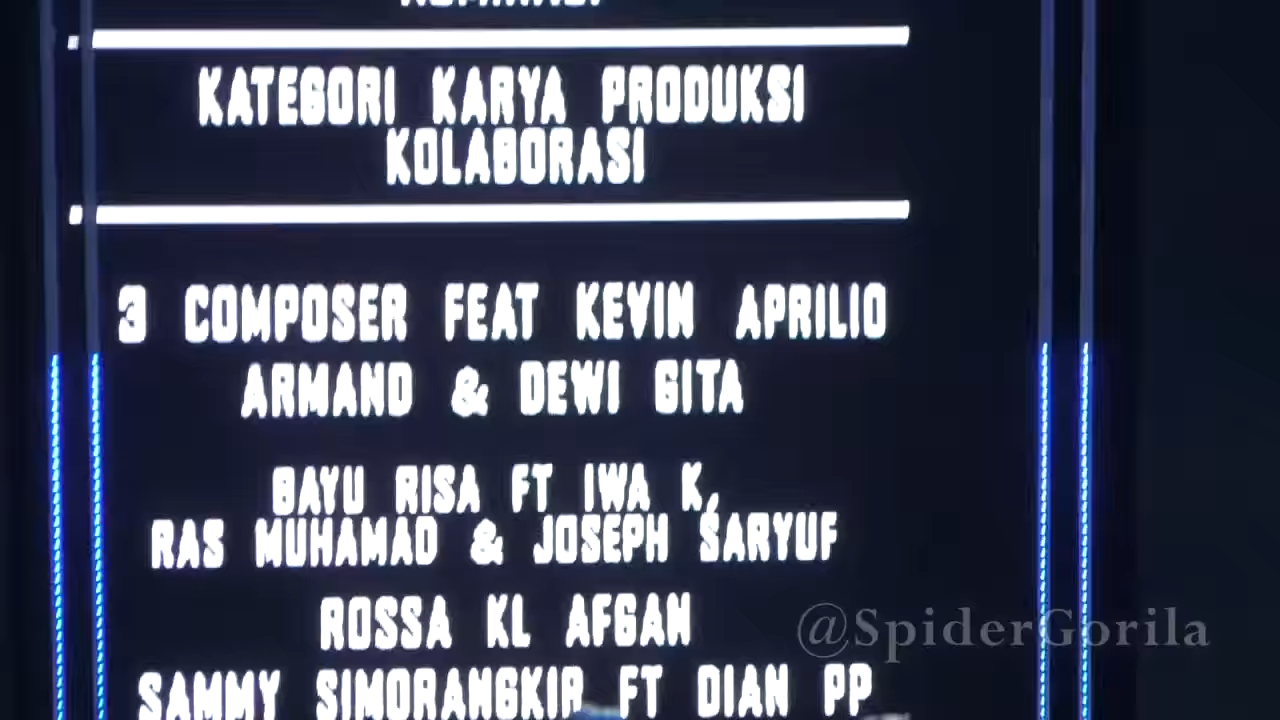 KATEGORI KARYA PRODUKSI
KOLABORASI
3 COMPOSER FEAT KEVIN APRILIO
ARMAND & DEWI GITA
BAYU RISA FT IWA K,
RAS MUHAMAD & JOSEPH SARYUF
ROSSA KL AFGAN
SAMMY SIMORANGKIR FT DIAN PP
@SpiderGorila